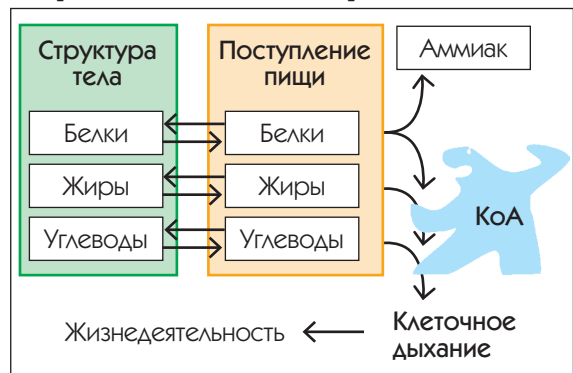 Структура
тела
Поступление
пищи
Аммиак
Белки
Белки
Жиры
Жиры
КоА
Углеводы
Углеводы
Жизнедеятельность
Клеточное
дыхание